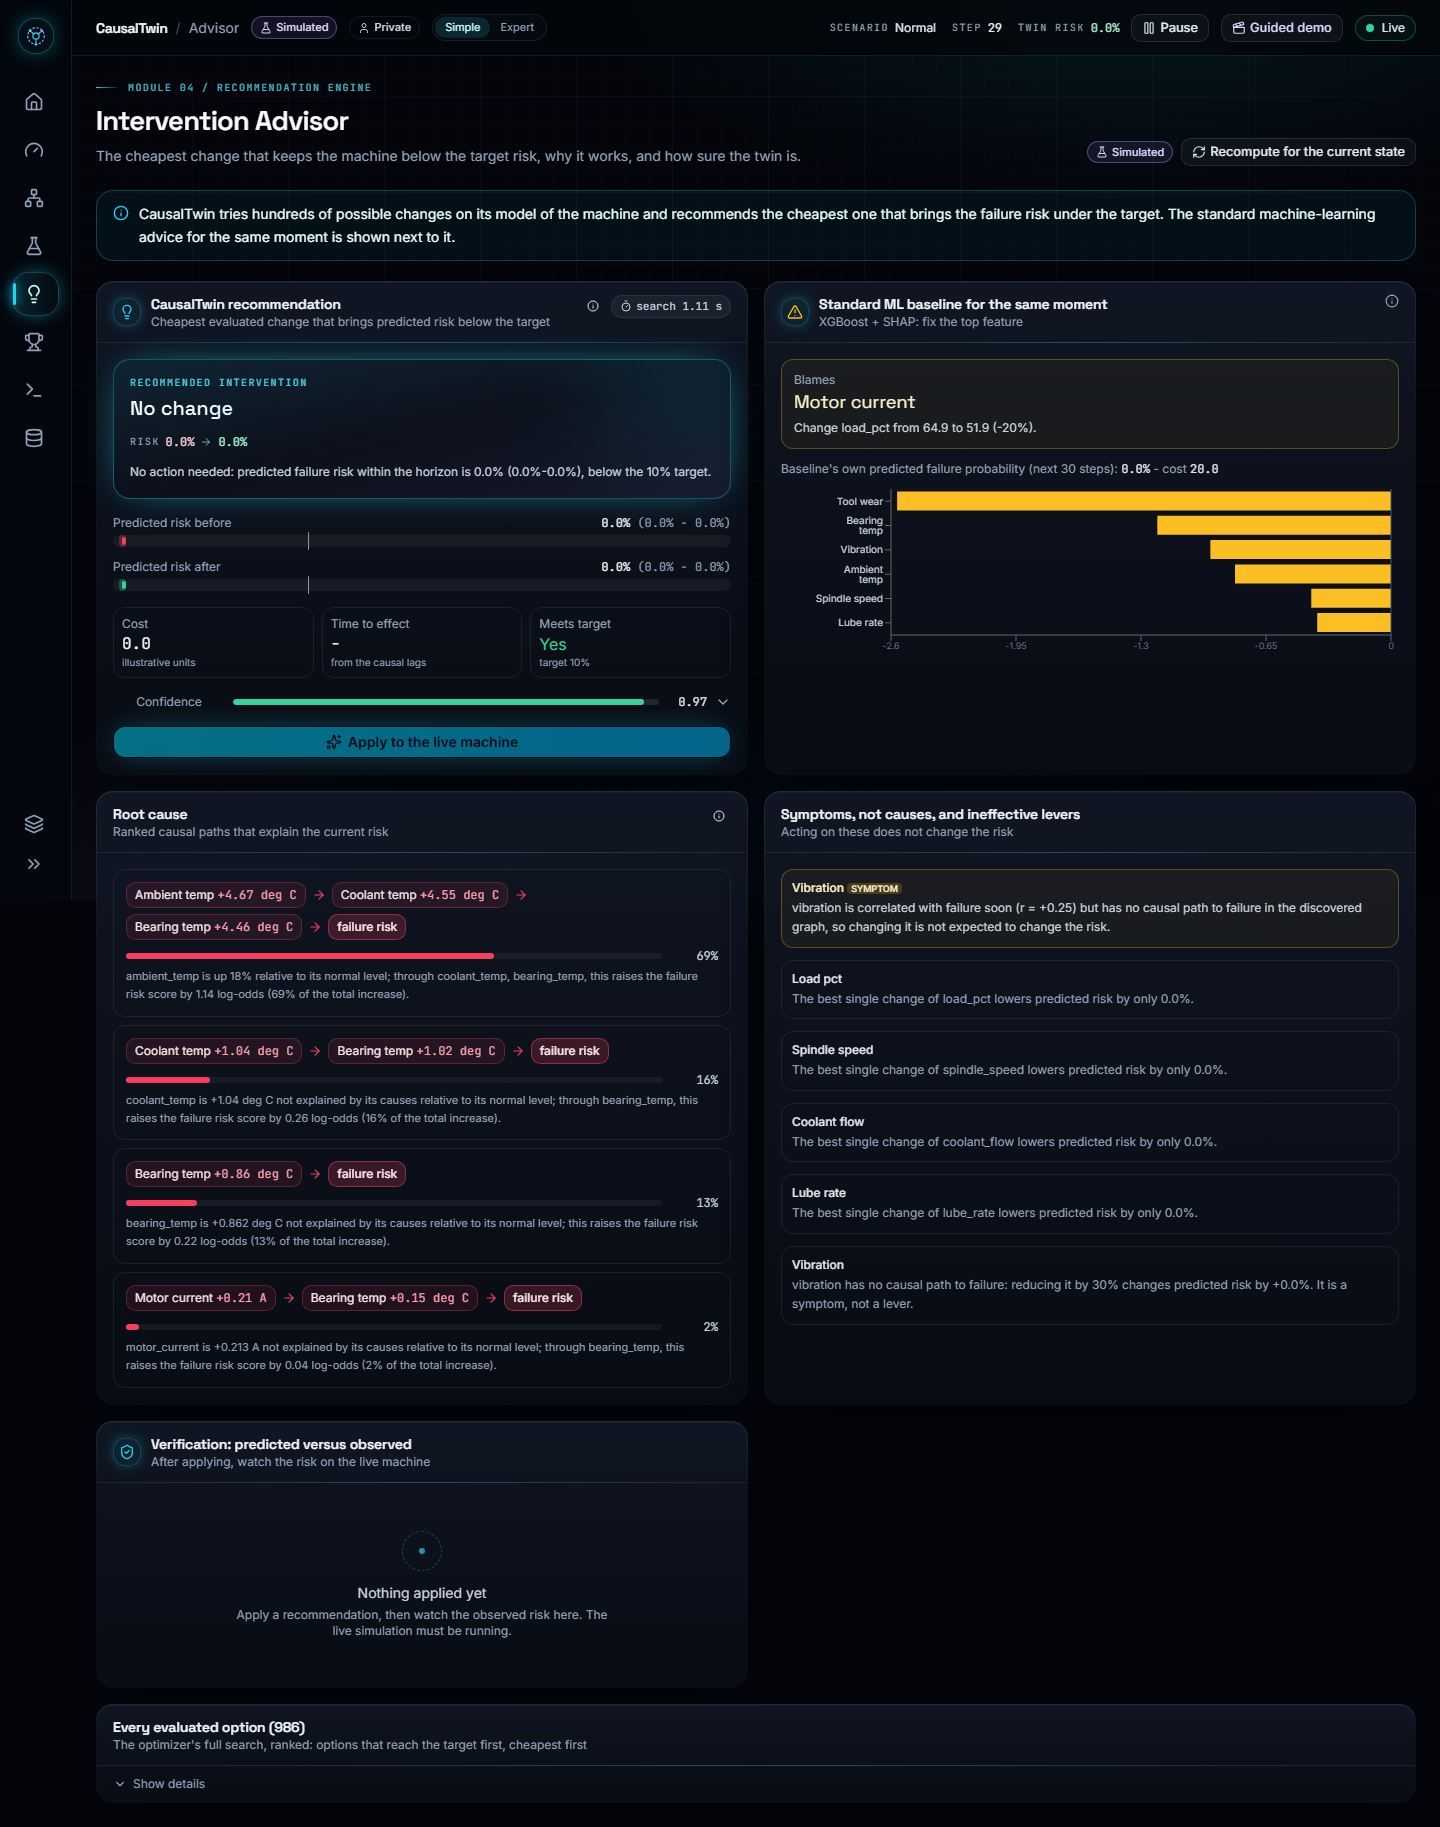 CausalTwin / Advisor Simulated Private Simple Expert SCENARIO Normal STEP 29 TWIN RISK 0.0% Pause Guided demo Live
MODULE 04 / RECOMMENDATION ENGINE
Intervention Advisor
The cheapest change that keeps the machine below the target risk, why it works, and how sure the twin is.
Simulated Recompute for the current state
CausalTwin tries hundreds of possible changes on its model of the machine and recommends the cheapest one that brings the failure risk under the target. The standard machine-learning
advice for the same moment is shown next to it.
CausalTwin recommendation
Cheapest evaluated change that brings predicted risk below the target
search 1.11 s
RECOMMENDED INTERVENTION
No change
RISK 0.0% → 0.0%
No action needed: predicted failure risk within the horizon is 0.0% (0.0%-0.0%), below the 10% target.
Predicted risk before 0.0% (0.0% - 0.0%)
Predicted risk after 0.0% (0.0% - 0.0%)
Cost
0.0
illustrative units
Time to effect
-
from the causal lags
Meets target
Yes
target 10%
Confidence 0.97
Apply to the live machine
Standard ML baseline for the same moment
XGBoost + SHAP: fix the top feature
Blames
Motor current
Change load_pct from 64.9 to 51.9 (-20%).
Baseline's own predicted failure probability (next 30 steps): 0.0% - cost 20.0
Tool wear
Bearing
temp
Vibration
Ambient
temp
Spindle speed
Lube rate
-2.6 -1.95 -1.3 -0.65 0
Root cause
Ranked causal paths that explain the current risk
Ambient temp +4.67 deg C → Coolant temp +4.55 deg C →
Bearing temp +4.46 deg C → failure risk
69%
ambient_temp is up 18% relative to its normal level; through coolant_temp, bearing_temp, this raises the failure
risk score by 1.14 log-odds (69% of the total increase).
Coolant temp +1.04 deg C → Bearing temp +1.02 deg C → failure risk
16%
coolant_temp is +1.04 deg C not explained by its causes relative to its normal level; through bearing_temp, this
raises the failure risk score by 0.26 log-odds (16% of the total increase).
Bearing temp +0.86 deg C → failure risk
13%
bearing_temp is +0.862 deg C not explained by its causes relative to its normal level; this raises the failure risk
score by 0.22 log-odds (13% of the total increase).
Motor current +0.21 A → Bearing temp +0.15 deg C → failure risk
2%
motor_current is +0.213 A not explained by its causes relative to its normal level; through bearing_temp, this
raises the failure risk score by 0.04 log-odds (2% of the total increase).
Symptoms, not causes, and ineffective levers
Acting on these does not change the risk
Vibration SYMPTOM
vibration is correlated with failure soon (r = +0.25) but has no causal path to failure in the discovered
graph, so changing it is not expected to change the risk.
Load pct
The best single change of load_pct lowers predicted risk by only 0.0%.
Spindle speed
The best single change of spindle_speed lowers predicted risk by only 0.0%.
Coolant flow
The best single change of coolant_flow lowers predicted risk by only 0.0%.
Lube rate
The best single change of lube_rate lowers predicted risk by only 0.0%.
Vibration
vibration has no causal path to failure: reducing it by 30% changes predicted risk by +0.0%. It is a
symptom, not a lever.
Verification: predicted versus observed
After applying, watch the risk on the live machine
Nothing applied yet
Apply a recommendation, then watch the observed risk here. The
live simulation must be running.
Every evaluated option (986)
The optimizer's full search, ranked: options that reach the target first, cheapest first
Show details